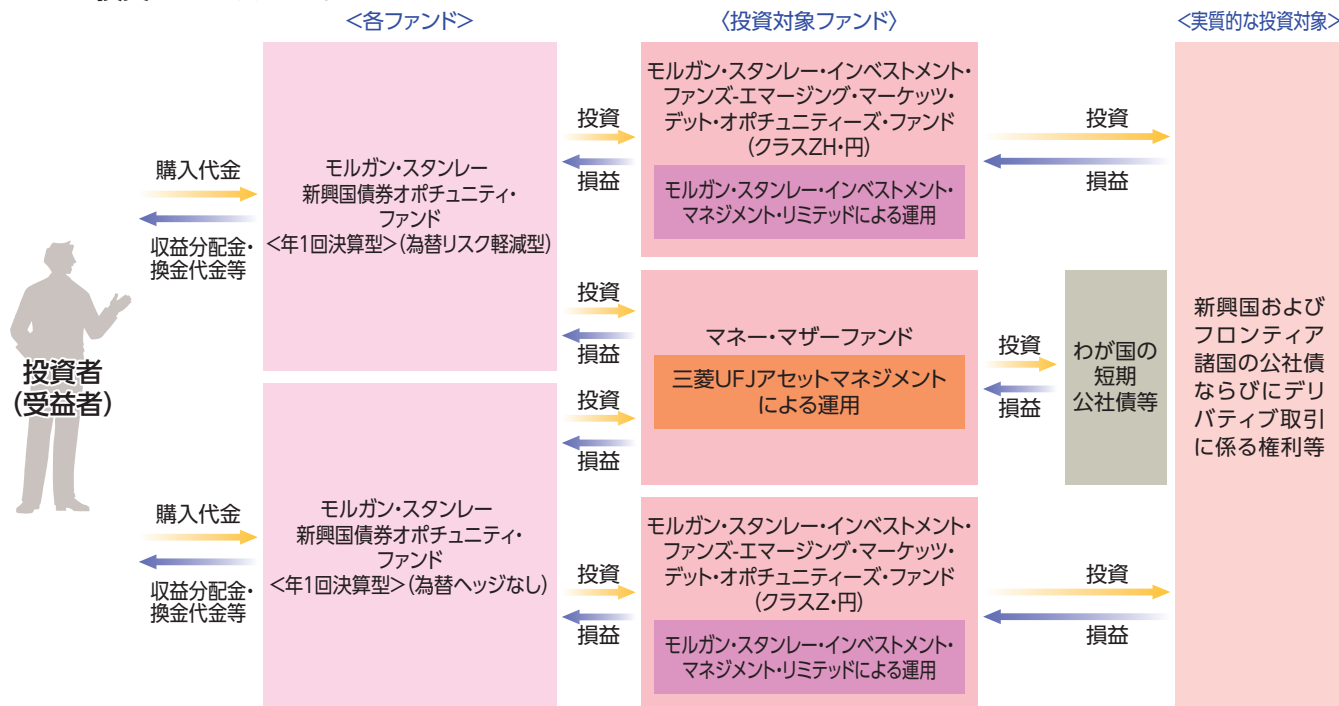 <各ファンド>
〈投資対象ファンド〉
<実質的な投資対象>
投資者
(受益者)
購入代金
収益分配金・
換金代金等
モルガン・スタンレー
新興国債券オポチュニティ・
ファンド
<年1回決算型>(為替リスク軽減型)
投資
損益
モルガン・スタンレー・インベストメント・
ファンズ-エマージング・マーケッツ・
デット・オポチュニティーズ・ファンド
(クラスZH・円)
モルガン・スタンレー・インベストメント・
マネジメント・リミテッドによる運用
投資
損益
投資
損益
投資
損益
マネー・マザーファンド
三菱UFJアセットマネジメント
による運用
投資
損益
わが国の
短期
公社債等
新興国および
フロンティア
諸国の公社債
ならびにデリ
バティブ取引
に係る権利等
購入代金
収益分配金・
換金代金等
モルガン・スタンレー
新興国債券オポチュニティ・
ファンド
<年1回決算型>(為替ヘッジなし)
投資
損益
モルガン・スタンレー・インベストメント・
ファンズ-エマージング・マーケッツ・
デット・オポチュニティーズ・ファンド
(クラスZ・円)
モルガン・スタンレー・インベストメント・
マネジメント・リミテッドによる運用
投資
損益